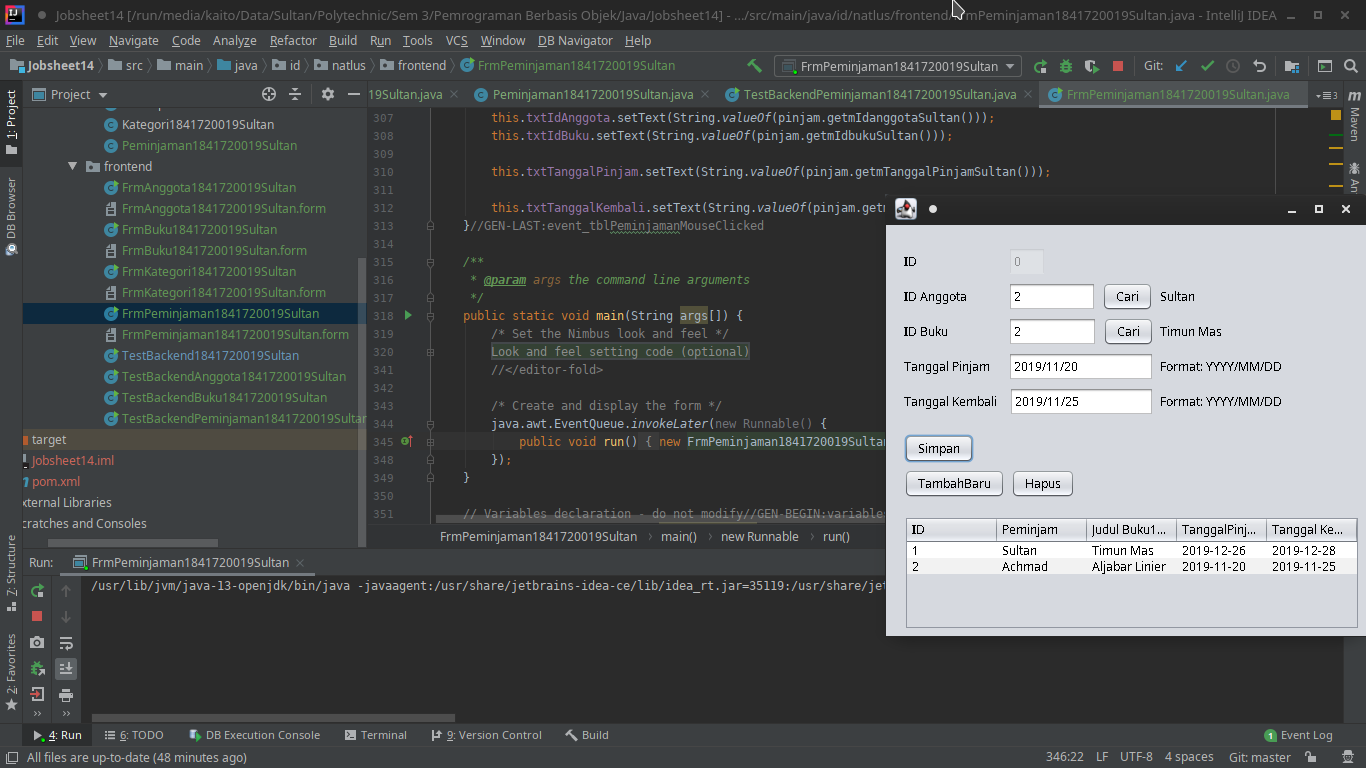 Jobsheet14 [/run/media/kaito/Data/Sultan/Polytechnic/Sem 3/Pemrograman Berbasis Objek/Java/Jobsheet14] - .../src/main/java/id/natlus/frontend/FrmPeminjaman1841720019Sultan.java - IntelliJ IDEA
File Edit View Navigate Code Analyze Refactor Build Run Tools VCS Window DB Navigator Help
Jobsheet14 src main java id natlus frontend FrmPeminjaman1841720019Sultan FrmPeminjaman1841720019Sultan Git:
Project 19Sultan.java Peminjaman1841720019Sultan.java TestBackendPeminjaman1841720019Sultan.java FrmPeminjaman1841720019Sultan.java
1: Project
DB Browser
7: Structure
2: Favorites
Kategori1841720019Sultan
Peminjaman1841720019Sultan
frontend
FrmAnggota1841720019Sultan
FrmAnggota1841720019Sultan.form
FrmBuku1841720019Sultan
FrmBuku1841720019Sultan.form
FrmKategori1841720019Sultan
FrmKategori1841720019Sultan.form
FrmPeminjaman1841720019Sultan
FrmPeminjaman1841720019Sultan.form
TestBackend1841720019Sultan
TestBackendAnggota1841720019Sultan
TestBackendBuku1841720019Sultan
TestBackendPeminjaman1841720019Sultan
target
Jobsheet14.iml
pom.xml
xternal Libraries
cratches and Consoles
307 this.txtIdAnggota.setText(String.valueOf(pinjam.getmIdanggotaSultan()));
308 this.txtIdBuku.setText(String.valueOf(pinjam.getmIdbukuSultan()));
309
310 this.txtTanggalPinjam.setText(String.valueOf(pinjam.getmTanggalPinjamSultan()));
311
312 this.txtTanggalKembali.setText(String.valueOf(pinjam.getm
313 }//GEN-LAST:event_tblPeminjamanMouseClicked
314
315 /**
316 * @param args the command line arguments
317 */
318 public static void main(String args[]) {
319 /* Set the Nimbus look and feel */
320 Look and feel setting code (optional)
341 //</editor-fold>
342
343 /* Create and display the form */
344 java.awt.EventQueue.invokeLater(new Runnable() {
345 public void run() { new FrmPeminjaman1841720019Sultan
348 });
349 }
350
351 // Variables declaration - do not modify//GEN-BEGIN:variable
FrmPeminjaman1841720019Sultan main() new Runnable run()
3
Maven
An
ID 0
ID Anggota 2 Cari Sultan
ID Buku 2 Cari Timun Mas
Tanggal Pinjam 2019/11/20 Format: YYYY/MM/DD
Tanggal Kembali 2019/11/25 Format: YYYY/MM/DD
Simpan
TambahBaru Hapus
ID Peminjam Judul Buku1... TanggalPinj... Tanggal Ke...
1 Sultan Timun Mas 2019-12-26 2019-12-28
2 Achmad Aljabar Linier 2019-11-20 2019-11-25
Run: FrmPeminjaman1841720019Sultan
/usr/lib/jvm/java-13-openjdk/bin/java -javaagent:/usr/share/jetbrains-idea-ce/lib/idea_rt.jar=35119:/usr/share/jet
4: Run 6: TODO DB Execution Console Terminal 9: Version Control Build 1 Event Log
All files are up-to-date (48 minutes ago) 346:22 LF UTF-8 4 spaces Git: master